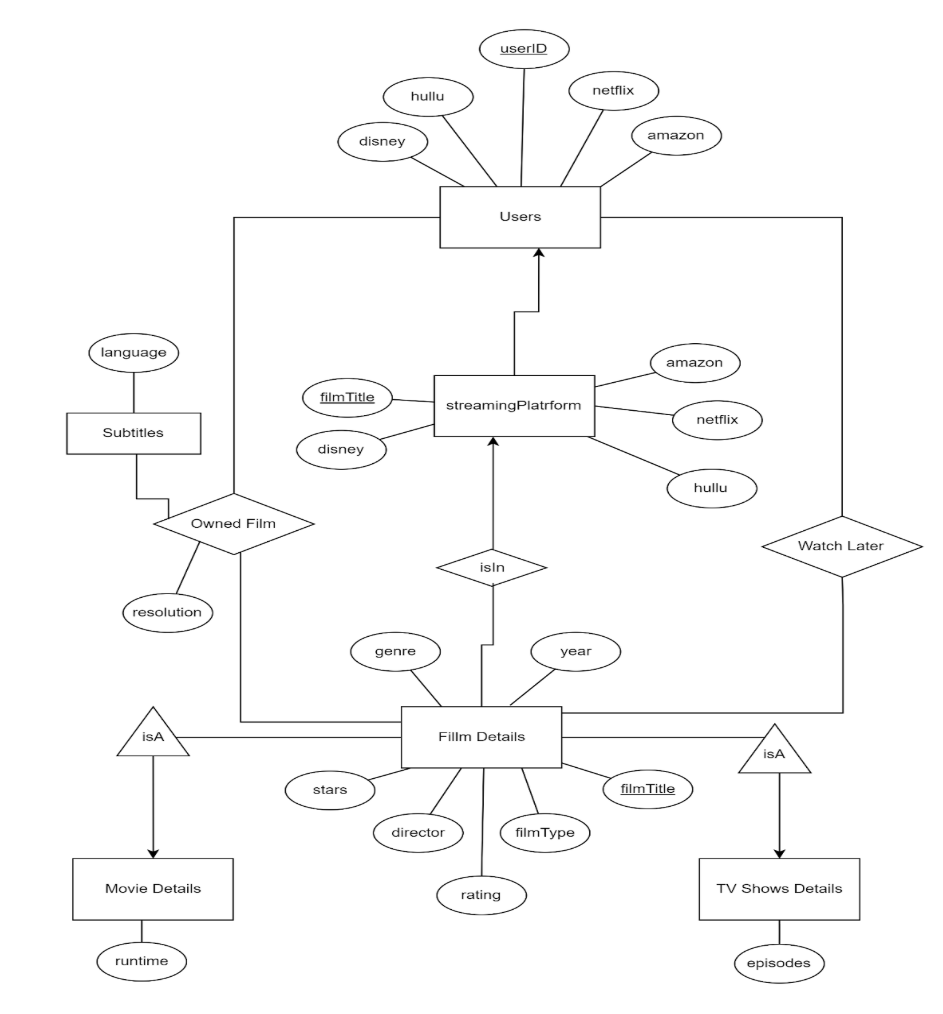 userID
hullu
netflix
disney
amazon
Users
language
amazon
filmTitle
streamingPlatrform
netflix
Subtitles
disney
hullu
Owned Film
Watch Later
isIn
resolution
genre
year
isA
Fillm Details
isA
stars
filmTitle
director
filmType
Movie Details
rating
TV Shows Details
runtime
episodes